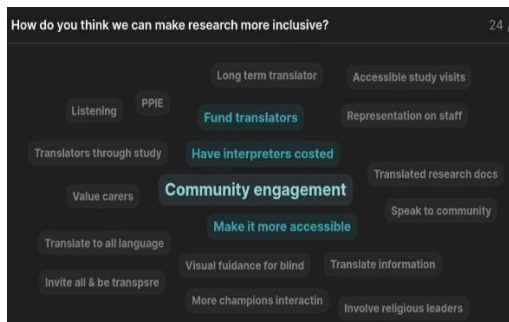 How do you think we can make research more inclusive?
24
Long term translator
Accessible study visits
PPIE
Listening
Fund translators
Representation on staff
Translators through study
Have interpreters costed
Translated research docs
Value carers
Community engagement
Speak to community
Make it more accessible
Translate to all language
Visual fuidance for blind
Translate information
Invite all & be transpsre
More champions interactin
Involve religious leaders